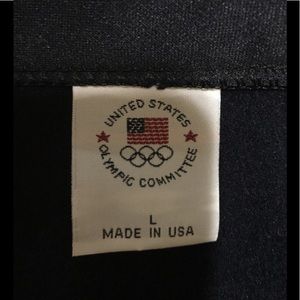 UNITED STATES
OLYMPIC COMMITTEE
L
MADE IN USA